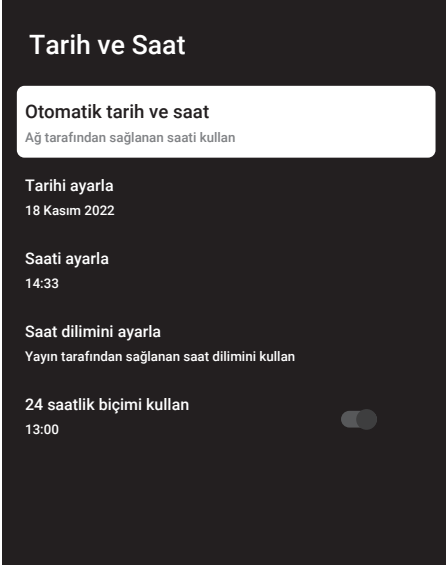 Tarih ve Saat
Otomatik tarih ve saat
Ağ tarafından sağlanan saati kullan
Tarihi ayarla
18 Kasım 2022
Saati ayarla
14:33
Saat dilimini ayarla
Yayın tarafından sağlanan saat dilimini kullan
24 saatlik biçimi kullan
13:00